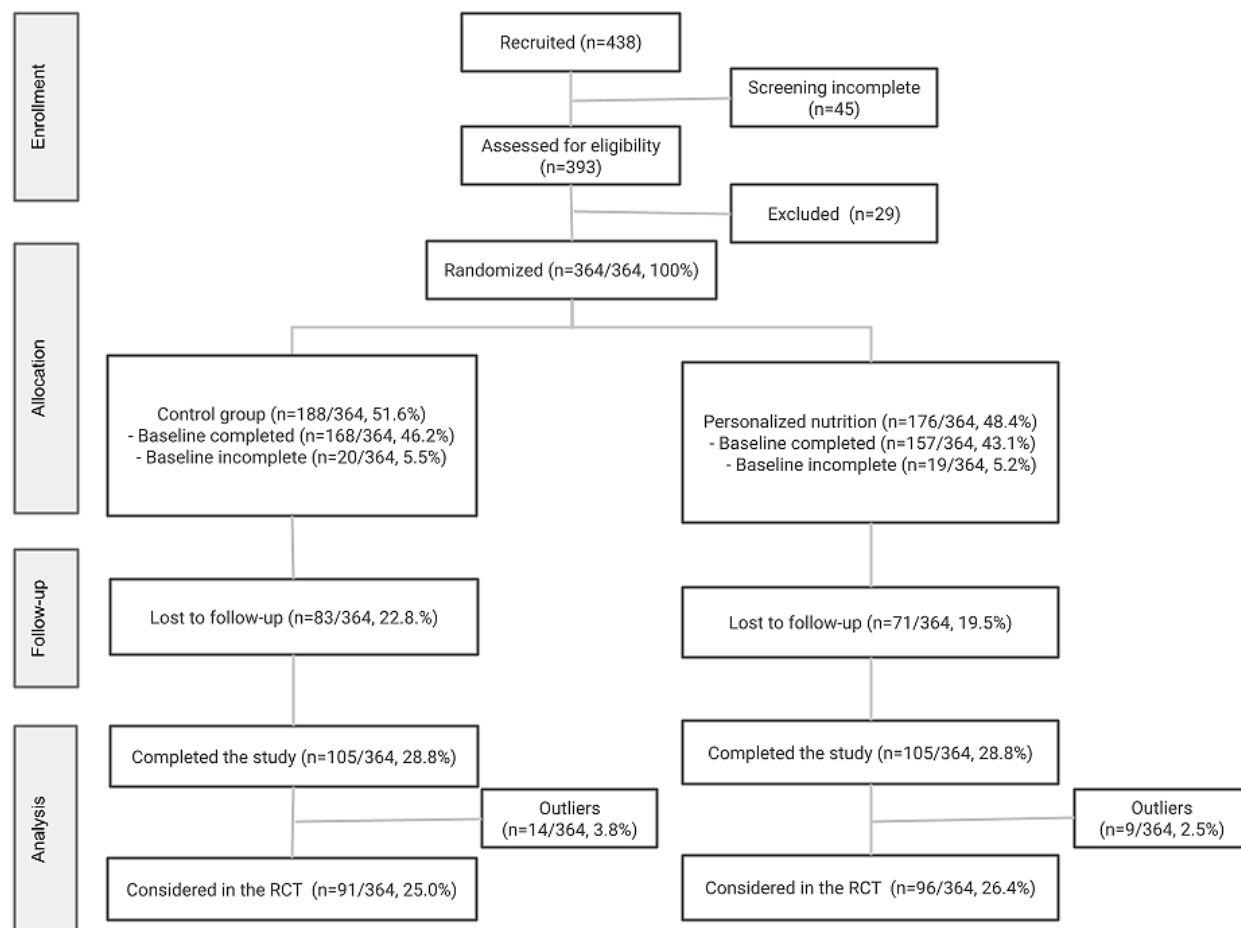 Enrollment
Recruited (n=438)
Screening incomplete
(n=45)
Assessed for eligibility
(n=393)
Excluded (n=29)
Allocation
Randomized (n=364/364, 100%)
Control group (n=188/364, 51.6%)
- Baseline completed (n=168/364, 46.2%)
- Baseline incomplete (n=20/364, 5.5%)
Personalized nutrition (n=176/364, 48.4%)
- Baseline completed (n=157/364, 43.1%)
- Baseline incomplete (n=19/364, 5.2%)
Follow-up
Lost to follow-up (n=83/364, 22.8.%)
Lost to follow-up (n=71/364, 19.5%)
Analysis
Completed the study (n=105/364, 28.8%)
Completed the study (n=105/364, 28.8%)
Outliers
(n=14/364, 3.8%)
Outliers
(n=9/364, 2.5%)
Considered in the RCT (n=91/364, 25.0%)
Considered in the RCT (n=96/364, 26.4%)